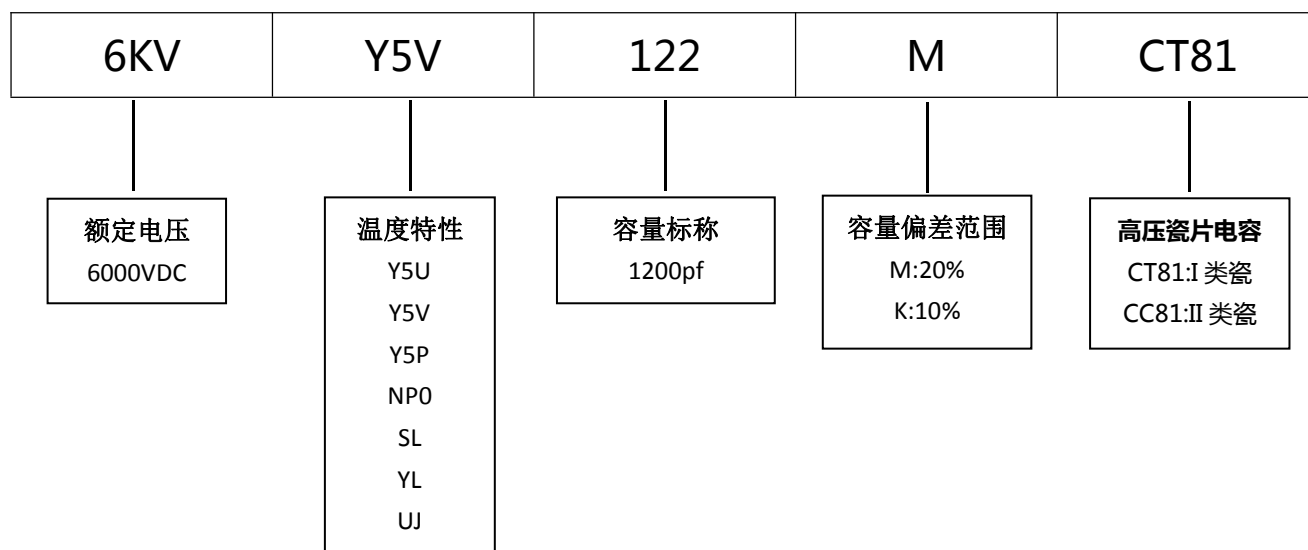 6KV Y5V 122 M CT81
额定电压
6000VDC
温度特性
Y5U
Y5V
Y5P
NP0
SL
YL
UJ
容量标称
1200pf
容量偏差范围
M:20%
K:10%
高压瓷片电容
CT81:I 类瓷
CC81:II 类瓷